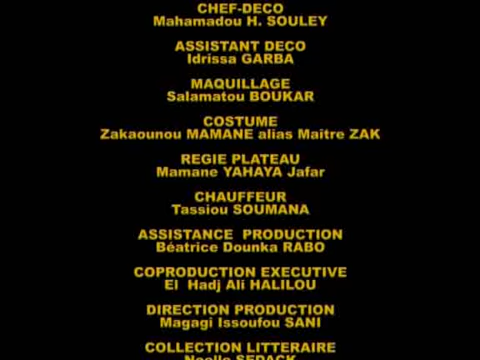 CHEF-DECO
Mahamadou H. SOULEY
ASSISTANT DECO
Idrissa GARBA
MAQUILLAGE
Salamatou BOUKAR
COSTUME
Zakaounou MAMANE alias Maitre ZAK
REGIE PLATEAU
Mamane YAHAYA Jafar
CHAUFFEUR
Tassiou SOUMANA
ASSISTANCE PRODUCTION
Béatrice Dounka RABO
COPRODUCTION EXECUTIVE
El Hadj Ali HALILOU
DIRECTION PRODUCTION
Magagi Issoufou SANI
COLLECTION LITTERAIRE